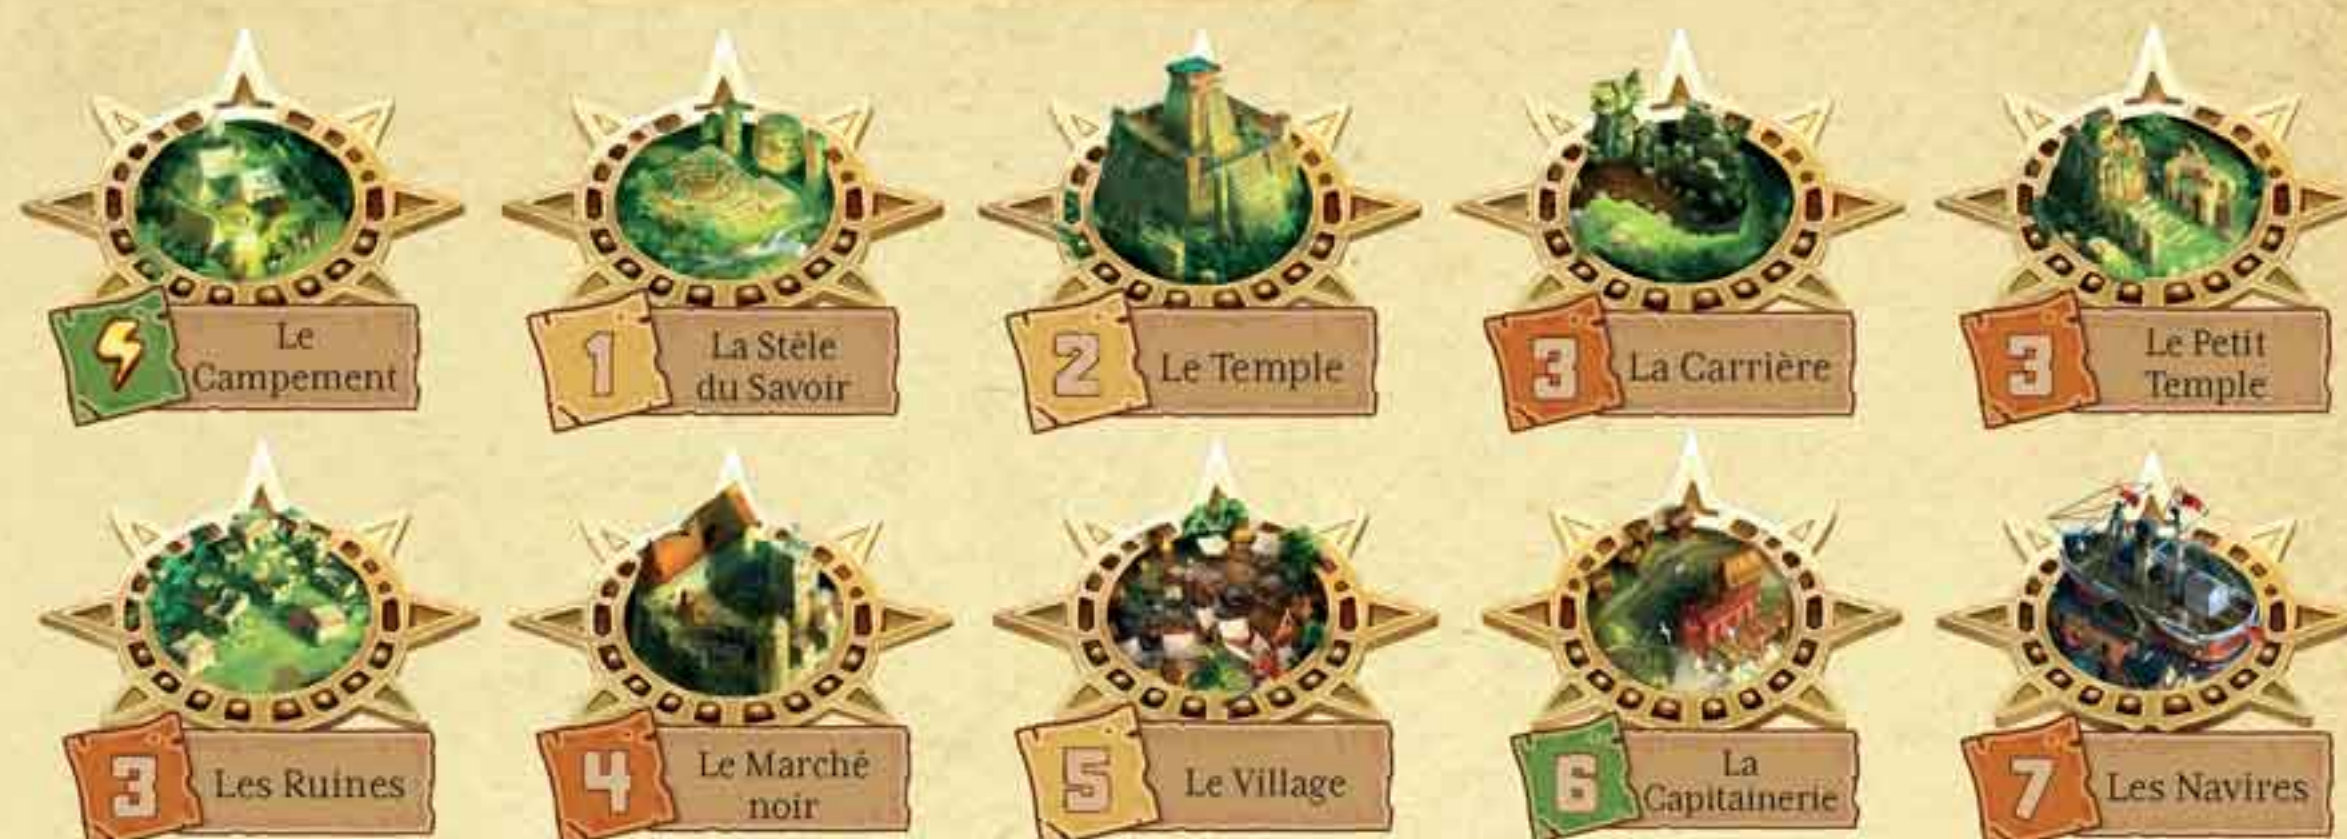 Le
Campement
1
La Stèle
du Savoir
2
Le Temple
3
La Carrière
3
Le Petit
Temple
3
Les Ruines
4
Le Marché
noir
5
Le Village
6
La
Capitainerie
7
Les Navires